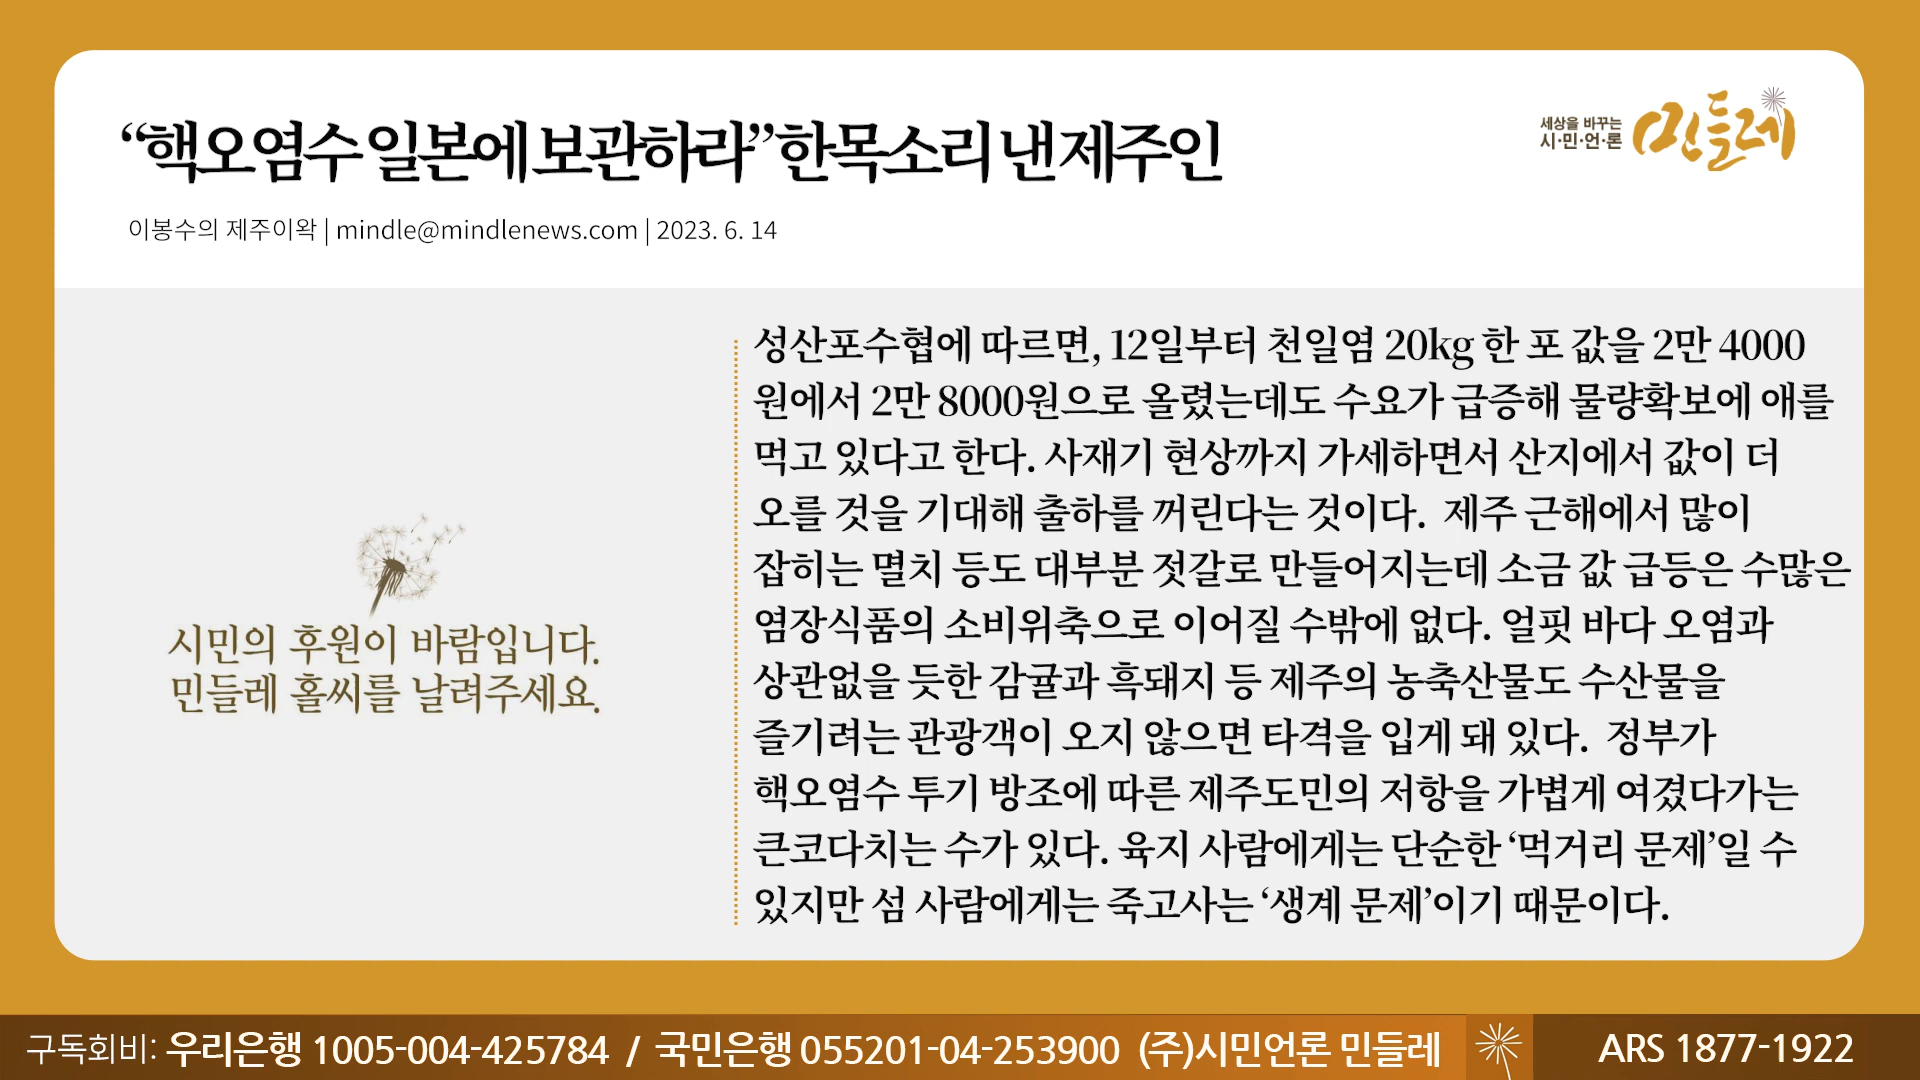 “핵오염수 일본에 보관하라” 한목소리 낸 제주인
세상을 바꾸는
시·민·언·론
민들레
이봉수의 제주이왁 | mindle@mindlenews.com | 2023. 6. 14
시민의 후원이 바람입니다.
민들레 홀씨를 날려주세요.
성산포수협에 따르면, 12일부터 천일염 20kg 한 포 값을 2만 4000
원에서 2만 8000원으로 올렸는데도 수요가 급증해 물량확보에 애를
먹고 있다고 한다. 사재기 현상까지 가세하면서 산지에서 값이 더
오를 것을 기대해 출하를 꺼린다는 것이다. 제주 근해에서 많이
잡히는 멸치 등도 대부분 젓갈로 만들어지는데 소금 값 급등은 수많은
염장식품의 소비위축으로 이어질 수밖에 없다. 얼핏 바다 오염과
상관없을 듯한 감귤과 흑돼지 등 제주의 농축산물도 수산물을
즐기려는 관광객이 오지 않으면 타격을 입게 돼 있다. 정부가
핵오염수 투기 방조에 따른 제주도민의 저항을 가볍게 여겼다가는
큰코다치는 수가 있다. 육지 사람에게는 단순한 ‘먹거리 문제’일 수
있지만 섬 사람에게는 죽고사는 ‘생계 문제’이기 때문이다.
구독회비: 우리은행 1005-004-425784 / 국민은행 055201-04-253900 (주)시민언론 민들레
ARS 1877-1922